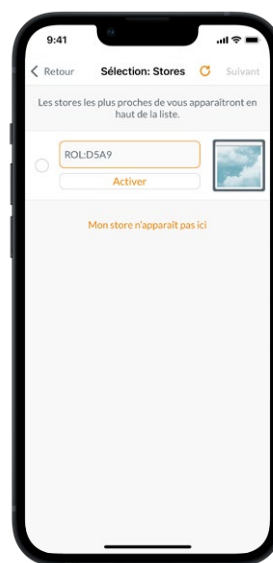 9:41
Retour Sélection: Stores Suivant
Les stores les plus proches de vous apparaîtront en
haut de la liste.
ROL:D5A9
Activer
Mon store n'apparaît pas ici